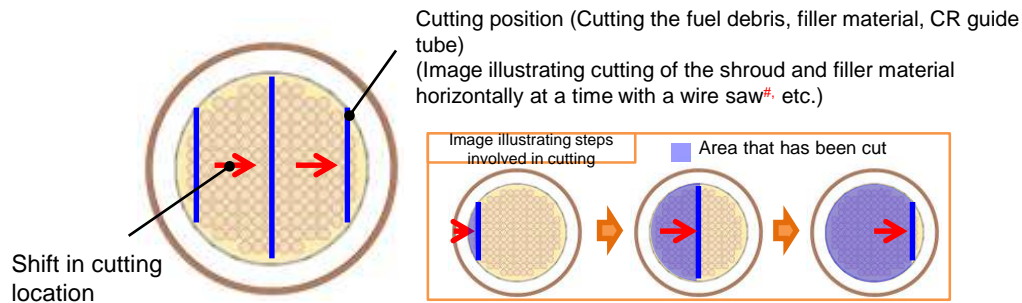 Cutting position (Cutting the fuel debris, filler material, CR guide
tube)
(Image illustrating cutting of the shroud and filler material
horizontally at a time with a wire saw#, etc.)
Image illustrating steps
involved in cutting
Area that has been cut
Shift in cutting
location